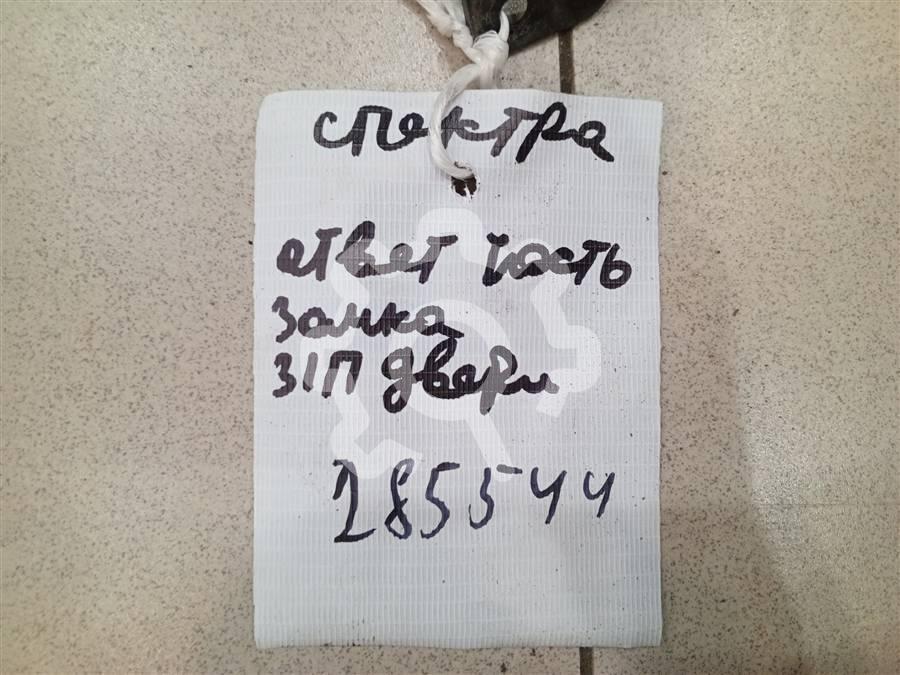 спектра
ответ часть
замка
з/п двери
285544